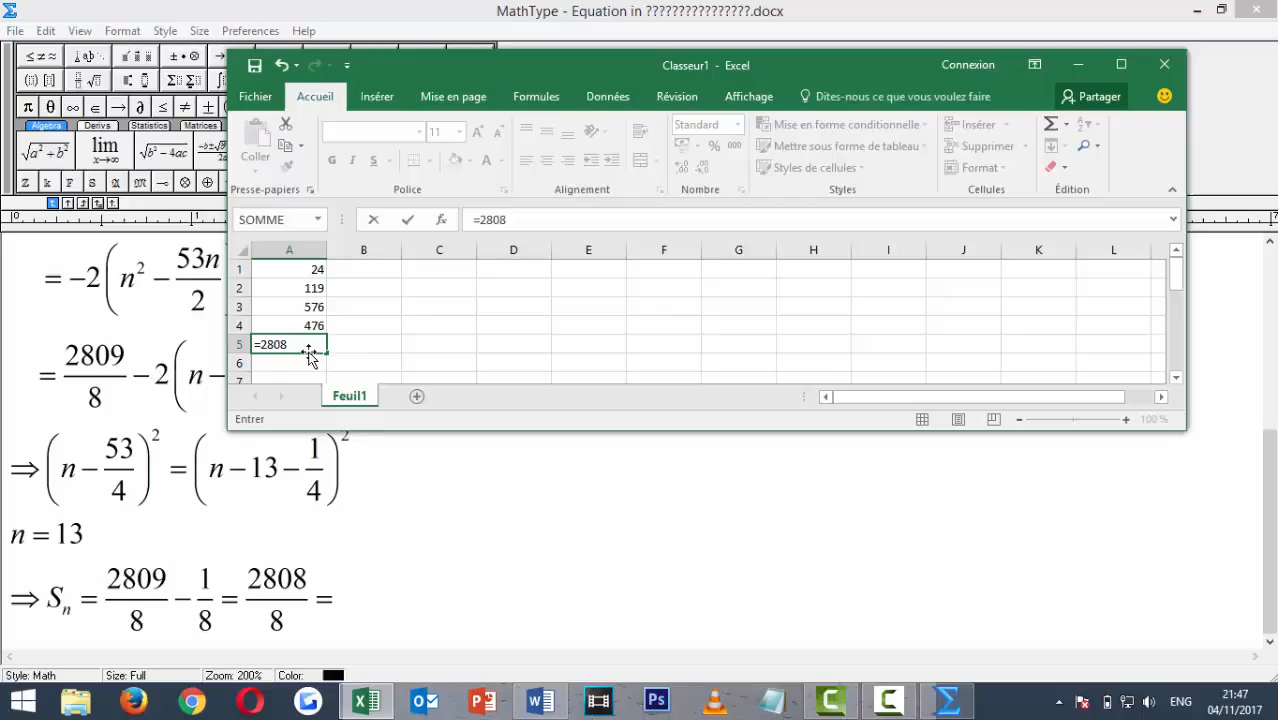 MathType - Equation in ????????????????.docx
File Edit View Format Style Size Preferences Help
Algebra Derivs Statistics Matrices
Classeur1 - Excel
Connexion
Fichier Accueil Insérer Mise en page Formules Données Révision Affichage Dites-nous ce que vous voulez faire Partager
Coller
11
G I S
Standard
Mise en forme conditionnelle
Mettre sous forme de tableau
Styles de cellules
Insérer
Supprimer
Format
Presse-papiers Police Alignement Nombre Styles Cellules Édition
SOMME =2808
A B C D E F G H I J K L
1 24
2 119
3 576
4 476
5 =2808
6
7
Feuil1
Entrer 100 %
= −2(n² − 53n/2
= 2809/8 − 2(n −
⇒ (n − 53/4)² = (n − 13 − 1/4)²
n = 13
⇒ Sn = 2809/8 − 1/8 = 2808/8 =
Style: Math Size: Full Zoom: 200% Color:
ENG
21:47
04/11/2017